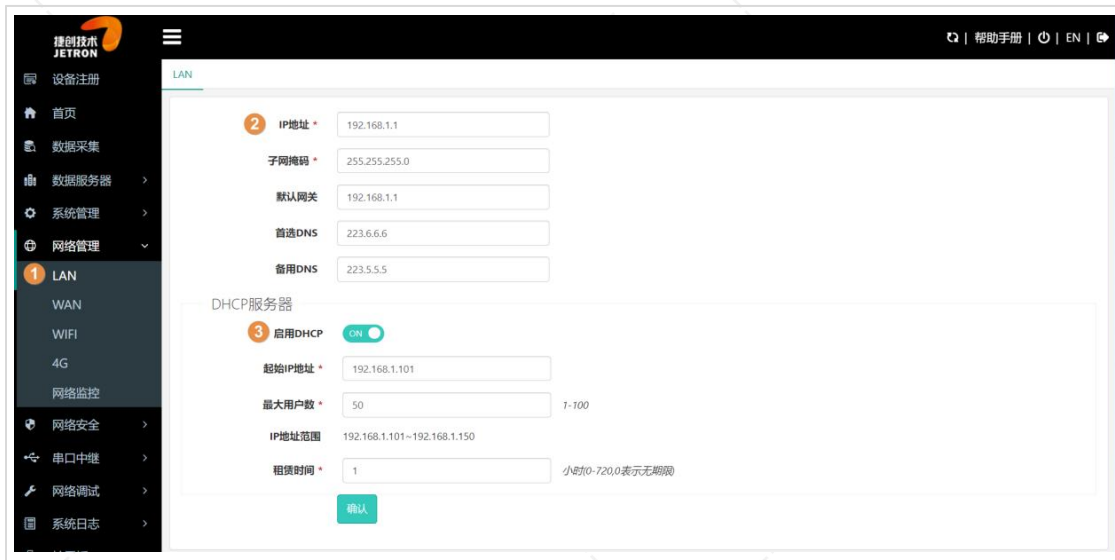 捷创技术
JETRON
帮助手册 | | EN |
设备注册
首页
数据采集
数据服务器
系统管理
网络管理
1 LAN
WAN
WIFI
4G
网络监控
网络安全
串口中继
网络调试
系统日志
LAN
2 IP地址 * 192.168.1.1
子网掩码 * 255.255.255.0
默认网关 192.168.1.1
首选DNS 223.6.6.6
备用DNS 223.5.5.5
DHCP服务器
3 启用DHCP ON
起始IP地址 * 192.168.1.101
最大用户数 * 50 1-100
IP地址范围 192.168.1.101~192.168.1.150
租赁时间 * 1 小时(0-720,0表示无期限)
确认